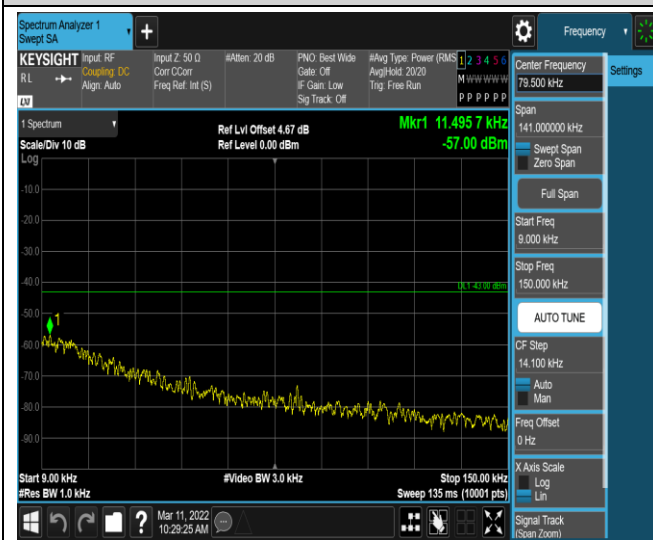 Spectrum Analyzer 1
Swept SA
+
Frequency
KEYSIGHT
RL
LXI
Input: RF
Coupling: DC
Align: Auto
Input Z: 50 Ω
Corr CCorr
Freq Ref: Int (S)
#Atten: 20 dB
PNO: Best Wide
Gate: Off
IF Gain: Low
Sig Track: Off
#Avg Type: Power (RMS
Avg|Hold: 20/20
Trig: Free Run
1 2 3 4 5 6
M W W W W W
P P P P P P
Center Frequency
79.500 kHz
Settings
Span
141.000000 kHz
Swept Span
Zero Span
Full Span
Start Freq
9.000 kHz
Stop Freq
150.000 kHz
AUTO TUNE
CF Step
14.100 kHz
Auto
Man
Freq Offset
0 Hz
X Axis Scale
Log
Lin
Signal Track
(Span Zoom)
1 Spectrum
Scale/Div 10 dB
Log
Ref Lvl Offset 4.67 dB
Ref Level 0.00 dBm
Mkr1 11.495 7 kHz
-57.00 dBm
-10.0
-20.0
-30.0
-40.0
-50.0
-60.0
-70.0
-80.0
-90.0
DL1 -43.00 dBm
1
Start 9.00 kHz
#Res BW 1.0 kHz
#Video BW 3.0 kHz
Stop 150.00 kHz
Sweep 135 ms (10001 pts)
?
Mar 11, 2022
10:29:25 AM